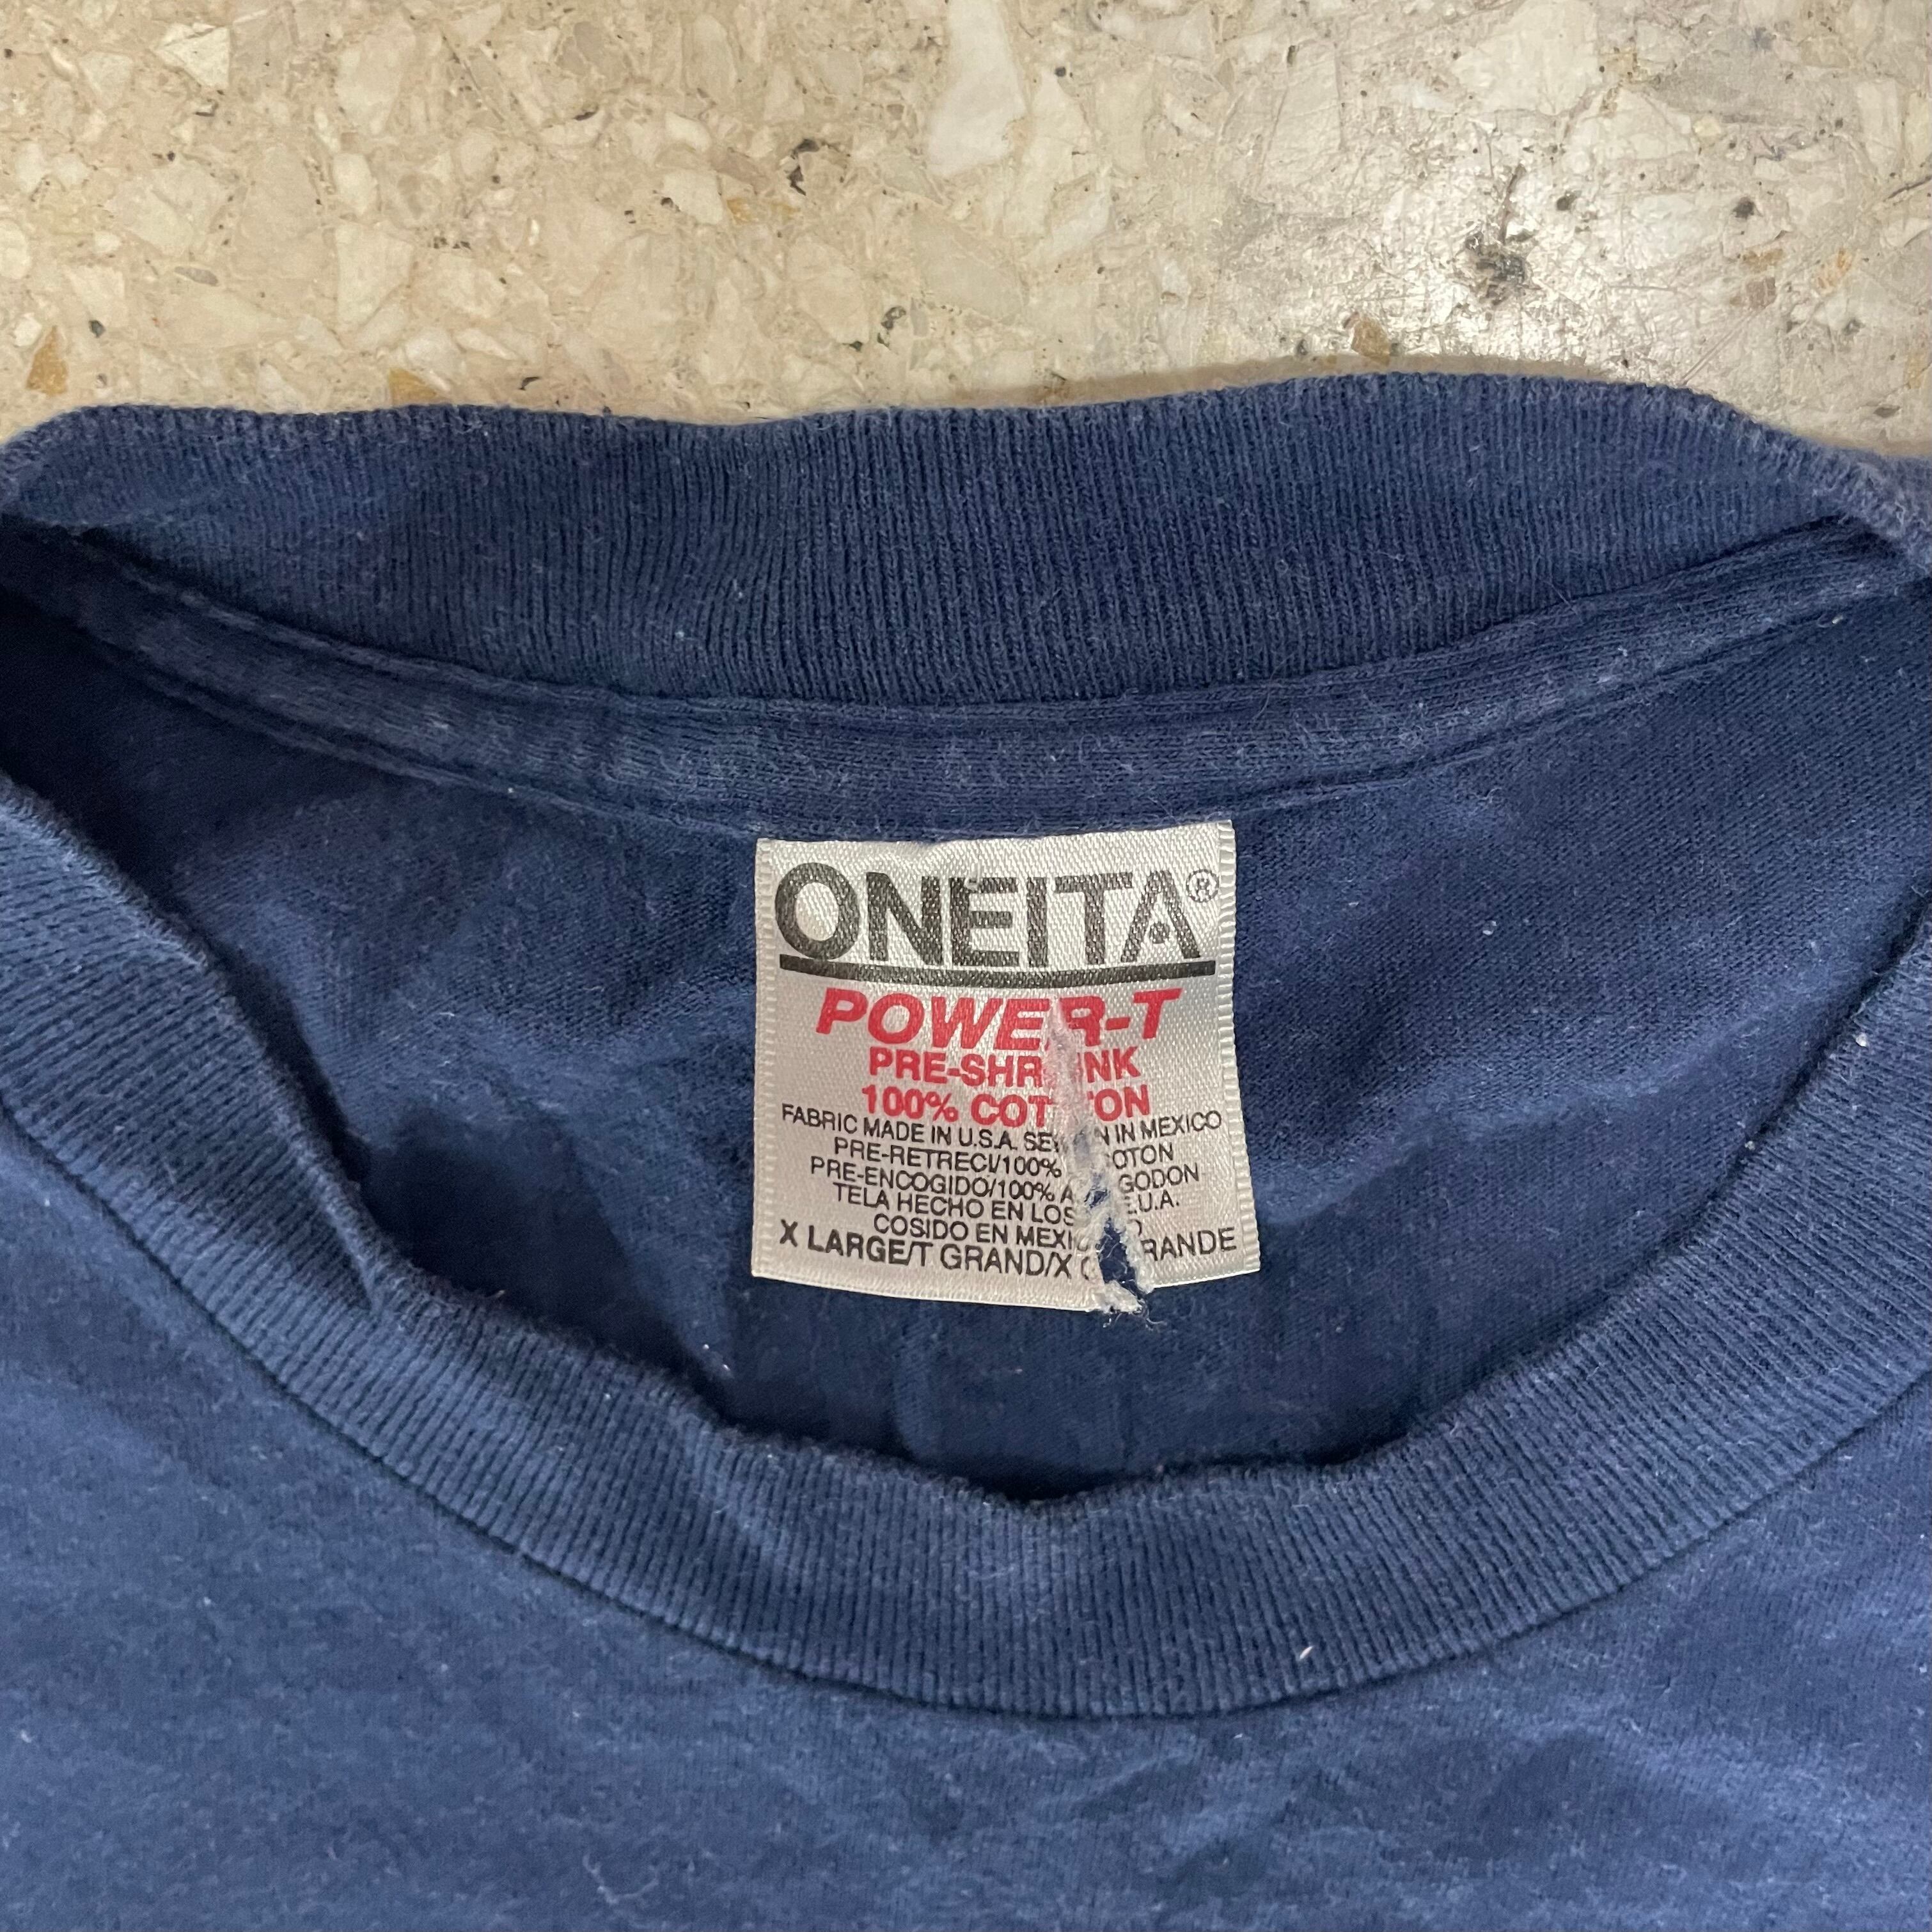 ONEITA®
POWER-T
PRE-SHRUNK
100% COTTON
FABRIC MADE IN U.S.A. SEWN IN MEXICO
PRE-RETRECI/100% COTON
PRE-ENCOGIDO/100% ALGODON
TELA HECHO EN LOS E.U.A.
COSIDO EN MEXICO
X LARGE/T GRAND/X GRANDE